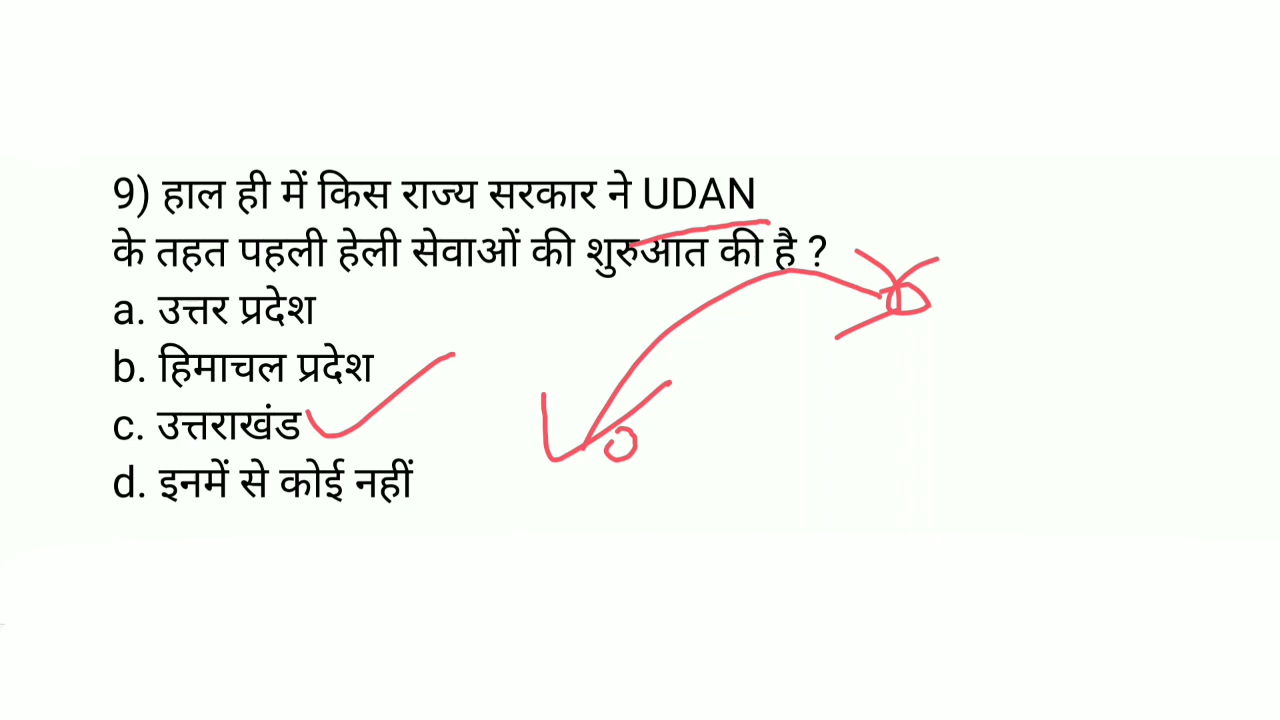 9) हाल ही में किस राज्य सरकार ने UDAN
के तहत पहली हेली सेवाओं की शुरुआत की है ?
a. उत्तर प्रदेश
b. हिमाचल प्रदेश
c. उत्तराखंड
d. इनमें से कोई नहीं